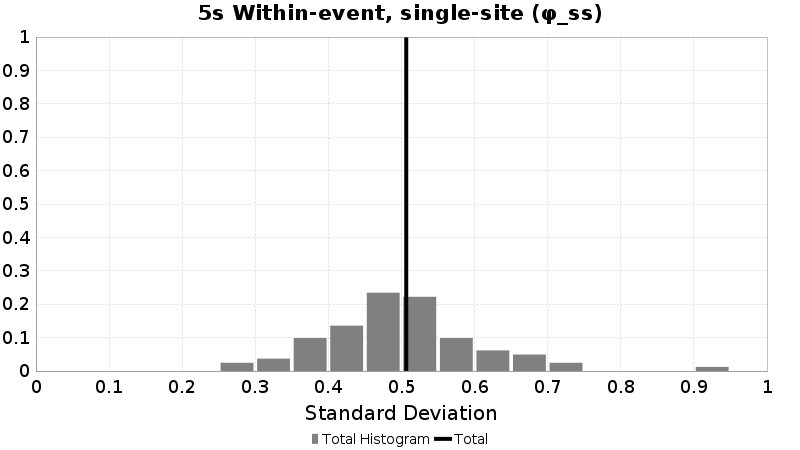 5s Within-event, single-site (φ_ss)
1
0.9
0.8
0.7
0.6
0.5
0.4
0.3
0.2
0.1
0
0 0.1 0.2 0.3 0.4 0.5 0.6 0.7 0.8 0.9 1
Standard Deviation
Total Histogram Total